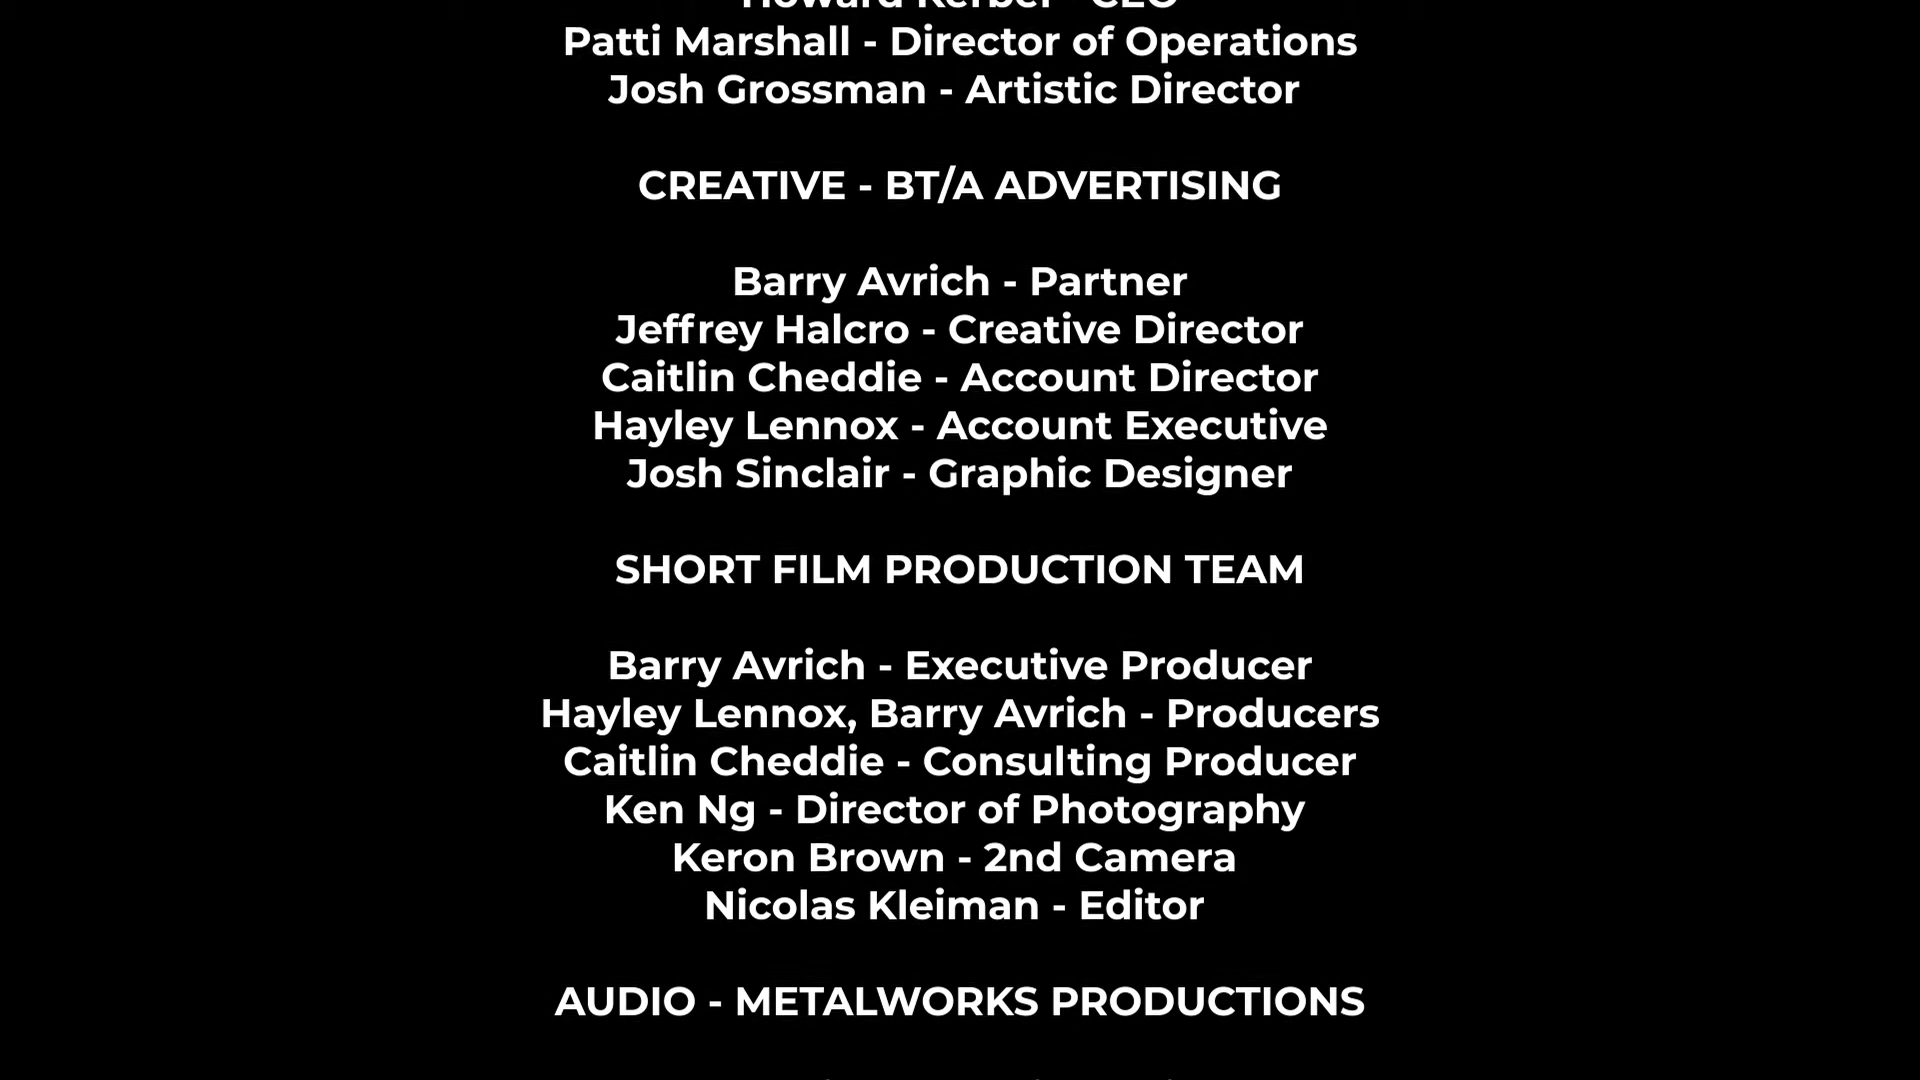 Howard Kerbel - CEO
Patti Marshall - Director of Operations
Josh Grossman - Artistic Director
CREATIVE - BT/A ADVERTISING
Barry Avrich - Partner
Jeffrey Halcro - Creative Director
Caitlin Cheddie - Account Director
Hayley Lennox - Account Executive
Josh Sinclair - Graphic Designer
SHORT FILM PRODUCTION TEAM
Barry Avrich - Executive Producer
Hayley Lennox, Barry Avrich - Producers
Caitlin Cheddie - Consulting Producer
Ken Ng - Director of Photography
Keron Brown - 2nd Camera
Nicolas Kleiman - Editor
AUDIO - METALWORKS PRODUCTIONS